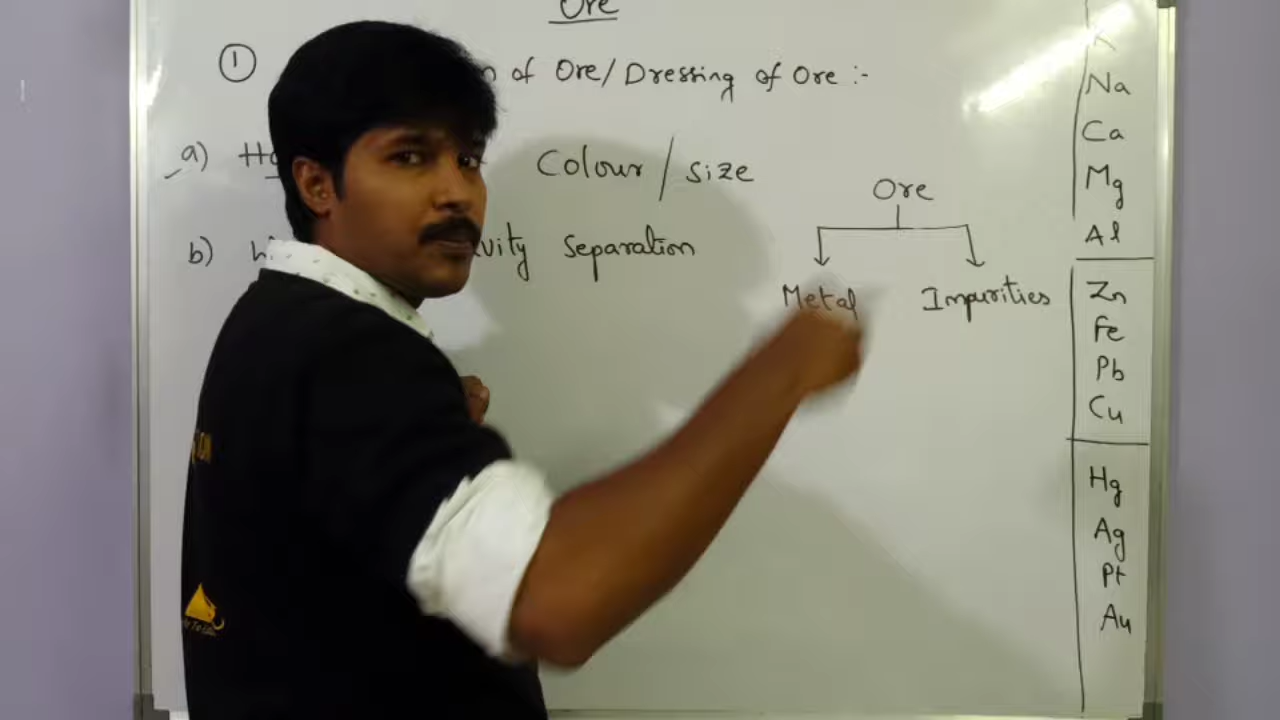 Ore
1 of Ore/Dressing of Ore :-
a) Colour / size
b) Separation
Ore
Metal Impurities
K
Na
Ca
Mg
Al
Zn
Fe
Pb
Cu
Hg
Ag
Pt
Au